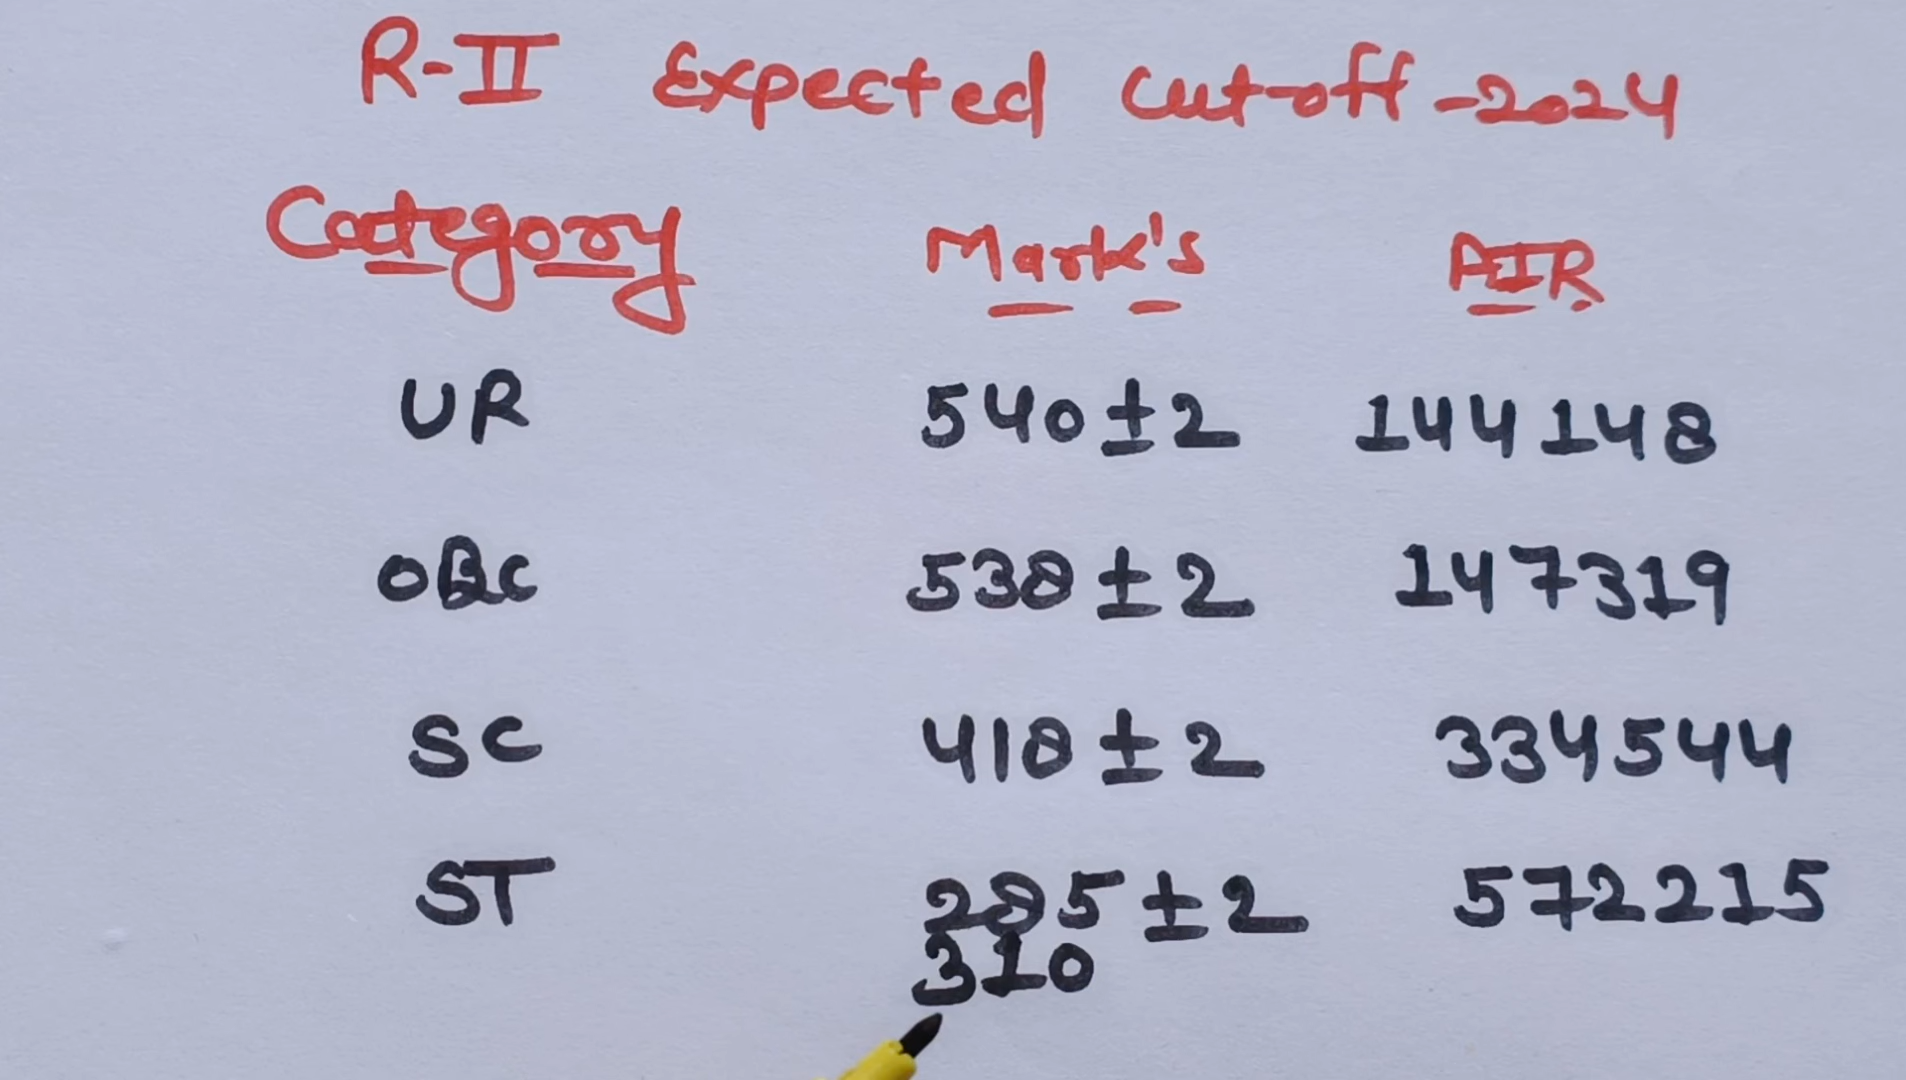 R-II Expected cut-off -2024
Category Mark's AIR
UR 540±2 144148
OBC 538±2 147319
SC 418±2 334544
ST 295±2 572215
310